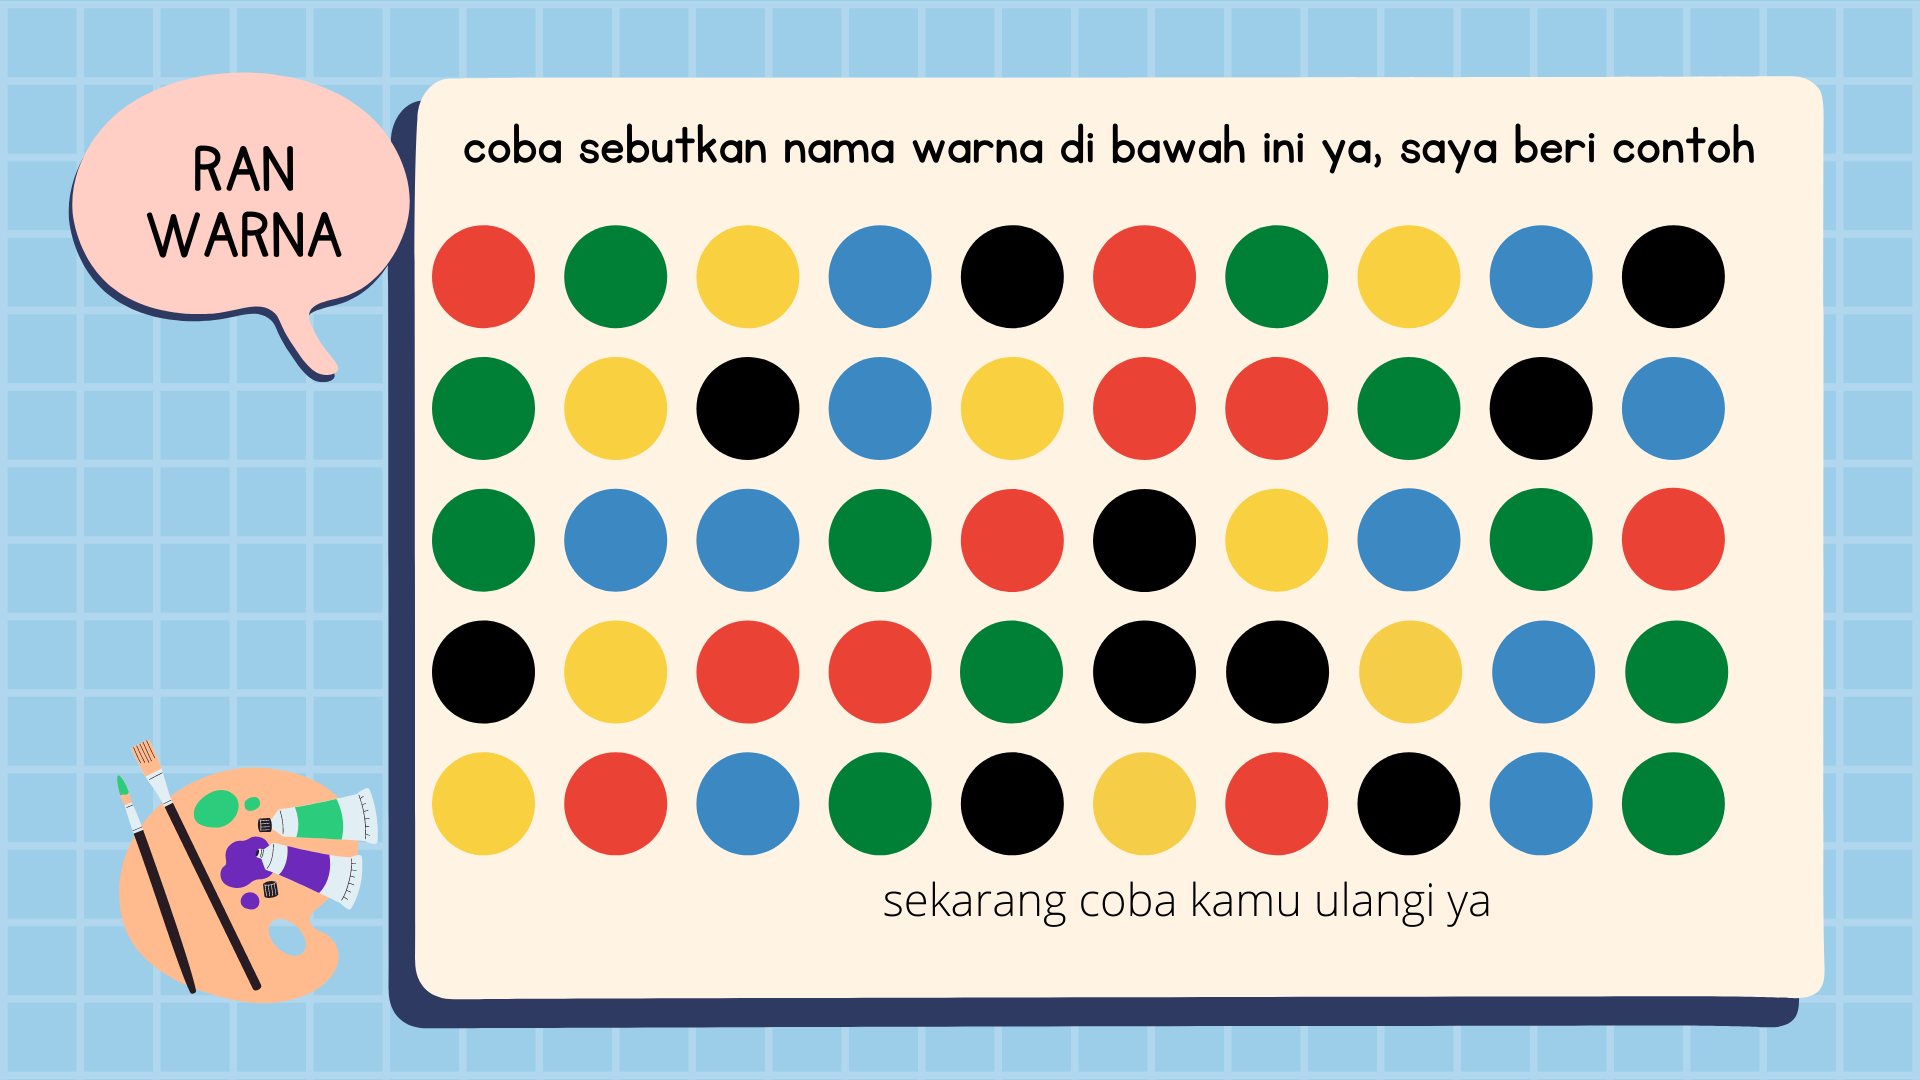 RAN
WARNA
coba sebutkan nama warna di bawah ini ya, saya beri contoh
sekarang coba kamu ulangi ya